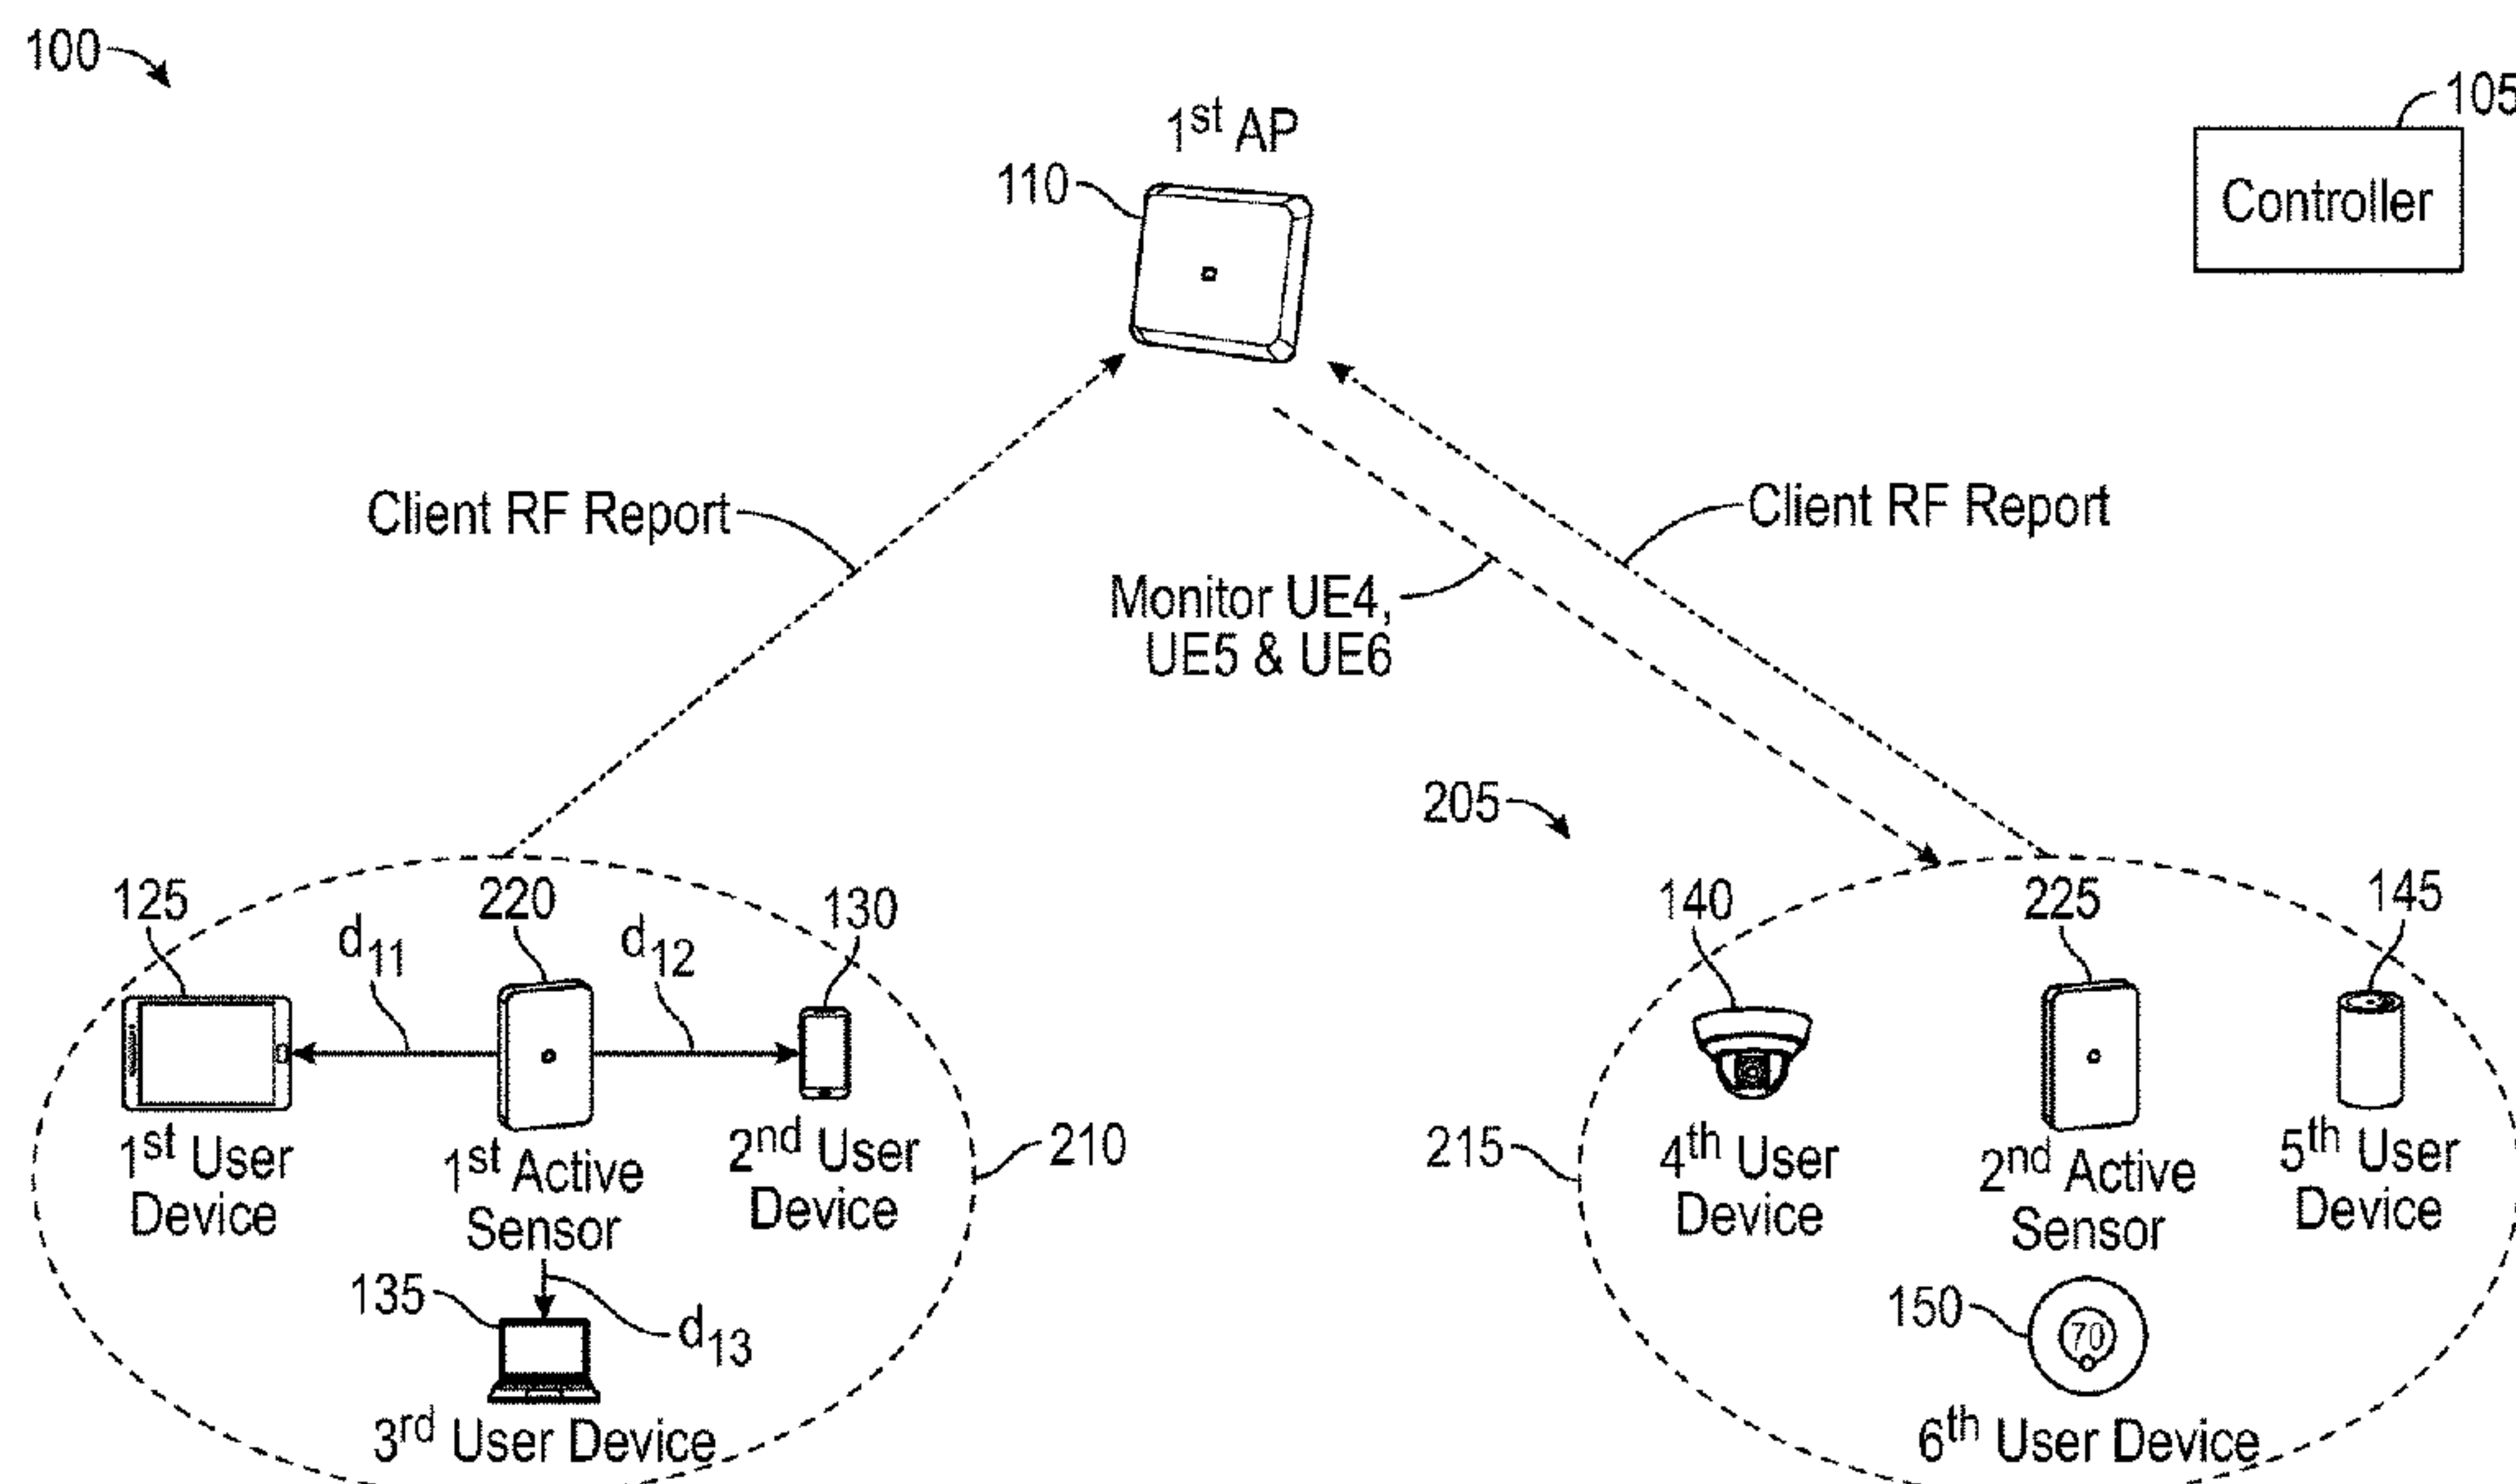 100
105
1st AP
110
Controller
Client RF Report
Client RF Report
Monitor UE4,
UE5 & UE6
205
125
220
130
140
225
145
d11
d12
1st User
Device
1st Active
Sensor
2nd User
Device
210
215
4th User
Device
2nd Active
Sensor
5th User
Device
135
d13
150
70
3rd User Device
6th User Device